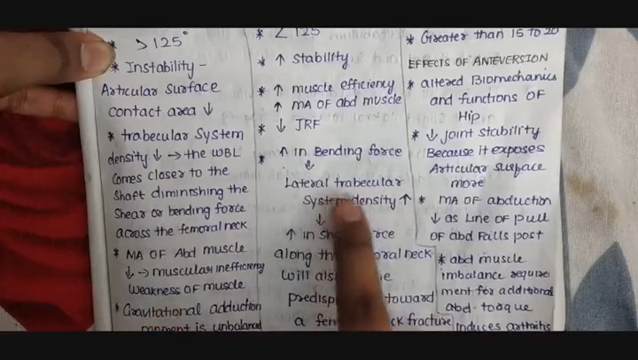 * > 125°
* Instability -
Articular Surface
contact area ↓
* trabecular System
density ↓ → the WBL
comes closer to the
shaft diminishing the
shear or bending force
across the femoral neck
* MA OF Abd muscle
↓ → muscular inefficiency
Weakness OF muscle
* Gravitational adduction
is unbalanced
* < 125
* ↑ Stability
* ↑ muscle efficiency
* ↑ MA OF abd muscle
* ↓ JRF
* ↑ in Bending force
↓
Lateral trabecular
System density ↑
↓
↑ in force
along the neck
will also
predisp toward
a fracture
* Greater than 15 to 20
EFFECTS OF ANTEVERSION
* altered Biomechanics
and functions OF
Hip
* ↓ Joint stability
Because it exposes
Articular surface
more
* MA OF abduction
↓ as Line OF pull
OF abd Falls post
* abd muscle
imbalance require
ment for additional
abd-torque
induces arthritis